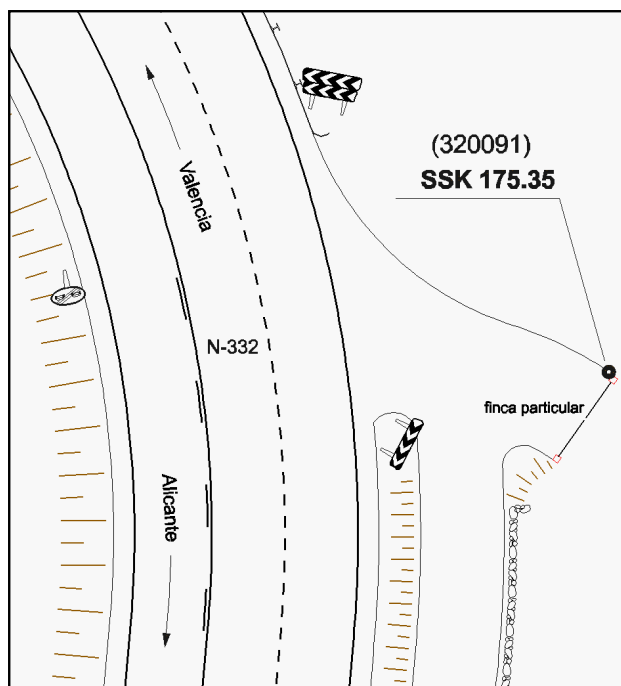 (320091)
SSK 175.35
Valencia
N-332
finca particular
Alicante